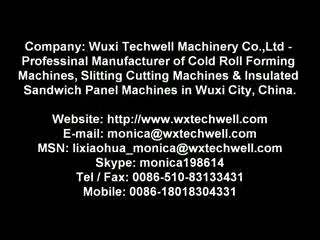 Company: Wuxi Techwell Machinery Co.,Ltd -
Professinal Manufacturer of Cold Roll Forming
Machines, Slitting Cutting Machines & Insulated
Sandwich Panel Machines in Wuxi City, China.
Website: http://www.wxtechwell.com
E-mail: monica@wxtechwell.com
MSN: lixiaohua_monica@wxtechwell.com
Skype: monica198614
Tel / Fax: 0086-510-83133431
Mobile: 0086-18018304331